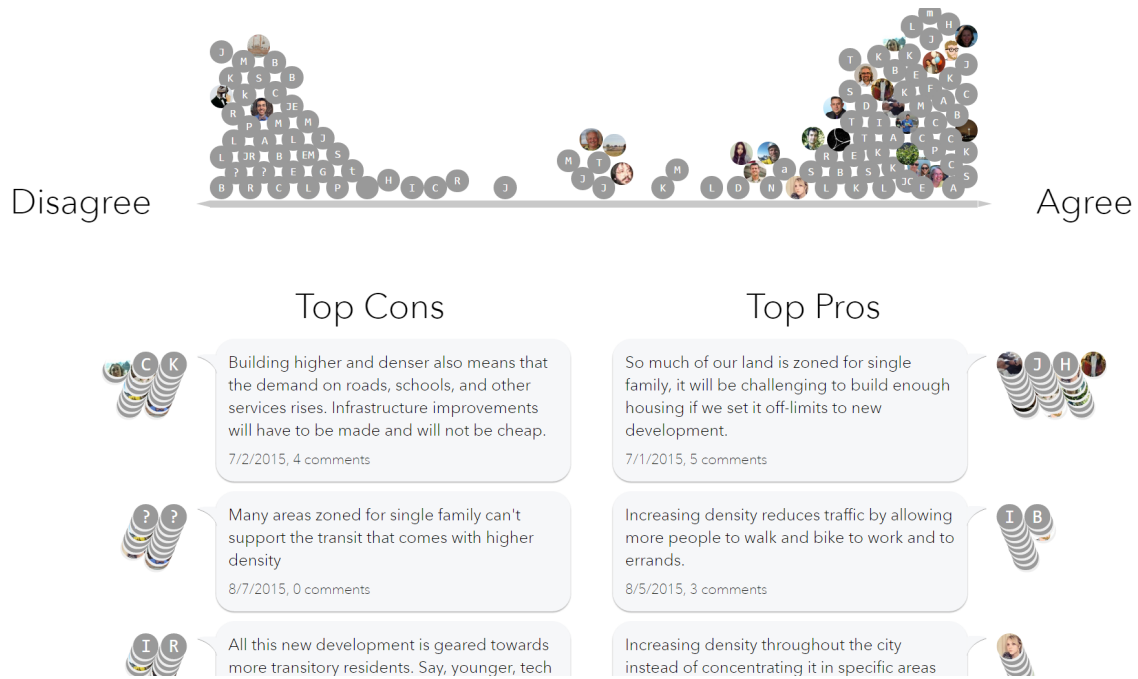 m
L H
J
J
M B
K S B
k C
JE
R
P M M
L A L J
L JR B EM S
? ? E G t
B R C L P H I C R
J
M T
J
J
M
K
L D N a
T K K
B E K J
S K F A C
D M B
T I C
T A C C
R E K P K
S B S K S
L K L JC E A
Disagree
Agree
Top Cons
Top Pros
C K
Building higher and denser also means that
the demand on roads, schools, and other
services rises. Infrastructure improvements
will have to be made and will not be cheap.
7/2/2015, 4 comments
So much of our land is zoned for single
family, it will be challenging to build enough
housing if we set it off-limits to new
development.
7/1/2015, 5 comments
J H
? ?
Many areas zoned for single family can't
support the transit that comes with higher
density
8/7/2015, 0 comments
Increasing density reduces traffic by allowing
more people to walk and bike to work and to
errands.
8/5/2015, 3 comments
I B
I R
All this new development is geared towards
more transitory residents. Say, younger, tech
Increasing density throughout the city
instead of concentrating it in specific areas